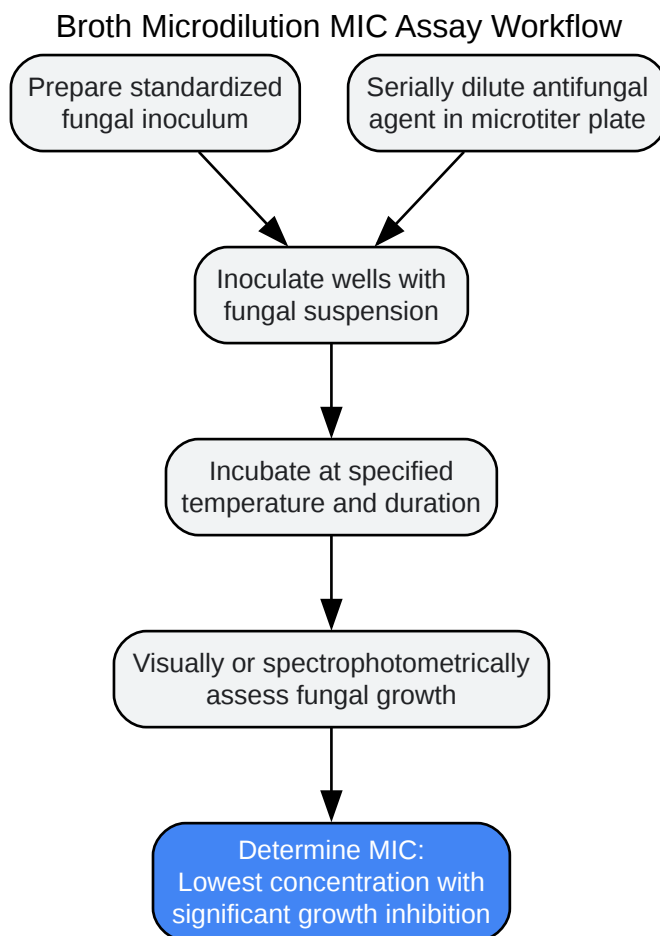 Broth Microdilution MIC Assay Workflow
Prepare standardized
fungal inoculum
Serially dilute antifungal
agent in microtiter plate
Inoculate wells with
fungal suspension
Incubate at specified
temperature and duration
Visually or spectrophotometrically
assess fungal growth
Determine MIC:
Lowest concentration with
significant growth inhibition